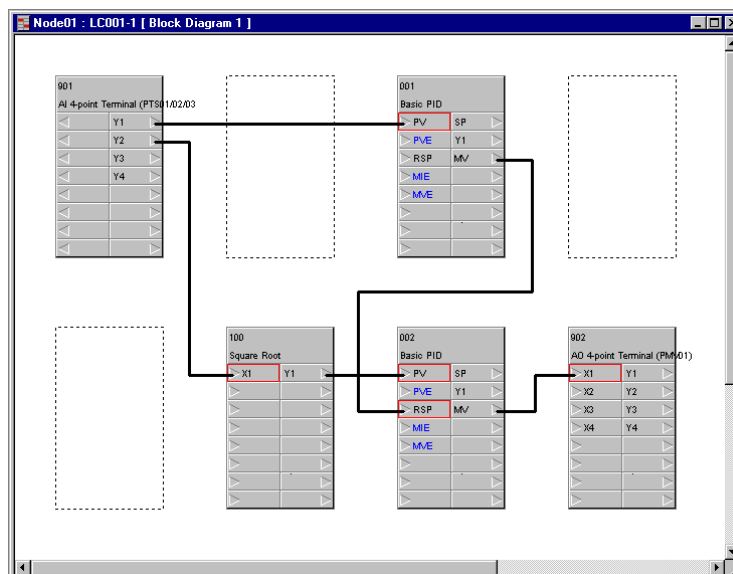 Node01 : LC001-1 [ Block Diagram 1 ]
901
AI 4-point Terminal (PTS01/02/03
Y1
Y2
Y3
Y4
001
Basic PID
PV SP
PVE Y1
RSP MV
MIE
MVE
100
Square Root
X1 Y1
002
Basic PID
PV SP
PVE Y1
RSP MV
MIE
MVE
902
AO 4-point Terminal (PMV01)
X1 Y1
X2 Y2
X3 Y3
X4 Y4